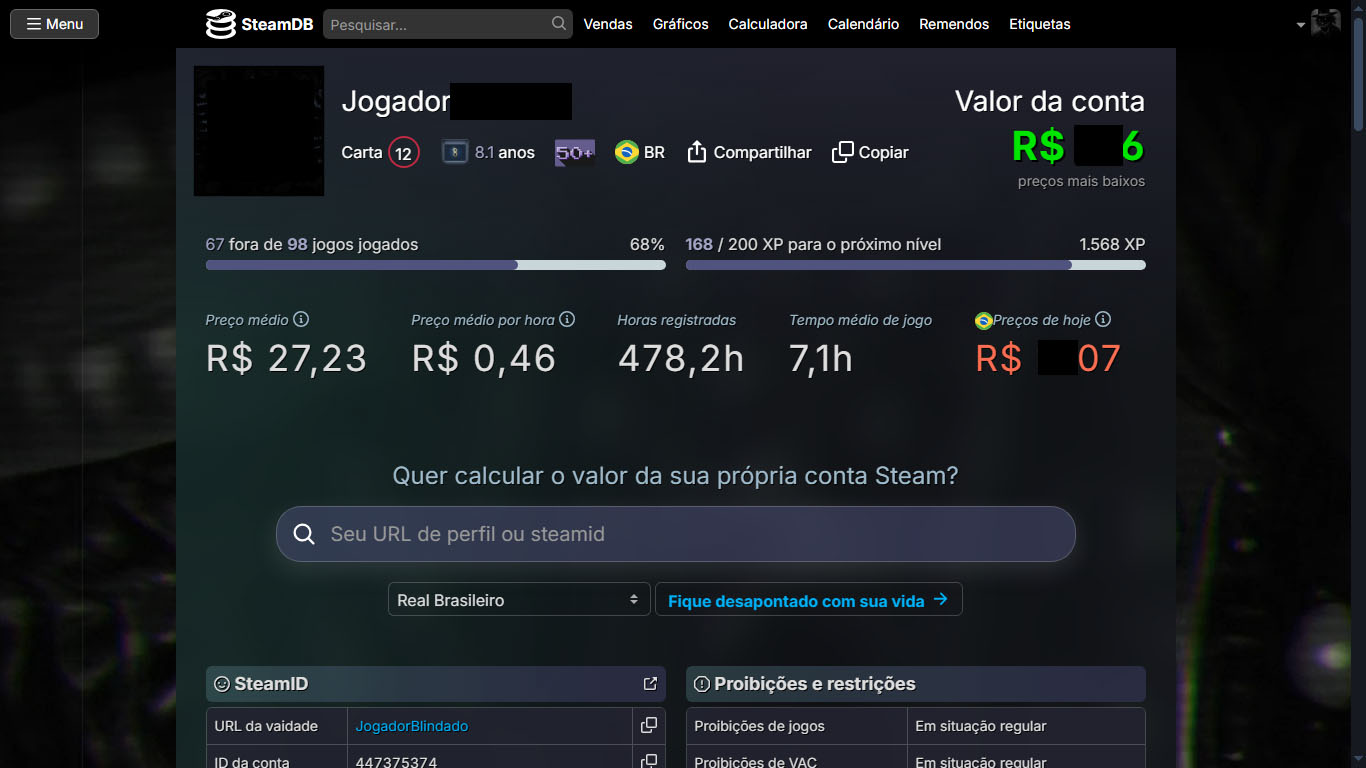 Menu
SteamDB
Pesquisar...
Vendas
Gráficos
Calculadora
Calendário
Remendos
Etiquetas
Jogador
Valor da conta
R$ 6
preços mais baixos
Carta 12
8.1 anos
50+
BR
Compartilhar
Copiar
67 fora de 98 jogos jogados
68%
168 / 200 XP para o próximo nível
1.568 XP
Preço médio
R$ 27,23
Preço médio por hora
R$ 0,46
Horas registradas
478,2h
Tempo médio de jogo
7,1h
Preços de hoje
R$ 07
Quer calcular o valor da sua própria conta Steam?
Seu URL de perfil ou steamid
Real Brasileiro
Fique desapontado com sua vida
SteamID
URL da vaidade
JogadorBlindado
ID da conta
447375374
Proibições e restrições
Proibições de jogos
Em situação regular
Proibições de VAC
Em situação regular